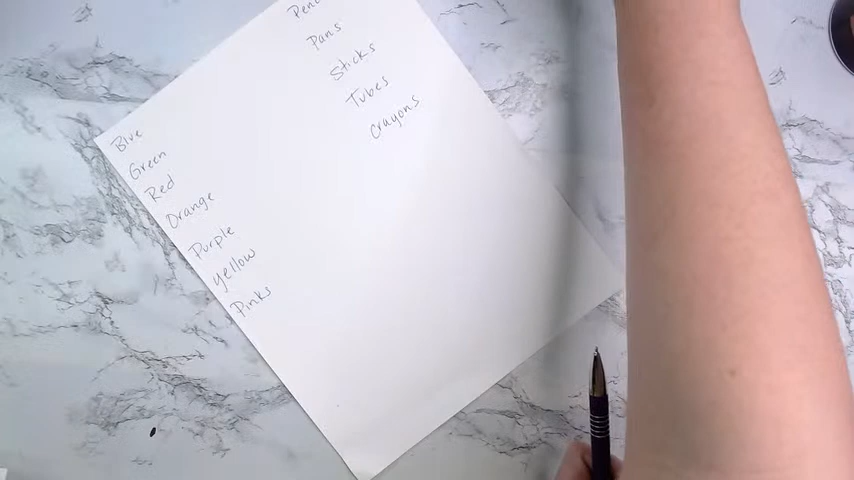 Blue
Green
Red
Orange
Purple
yellow
Pinks
Pans
Sticks
Tubes
Crayons